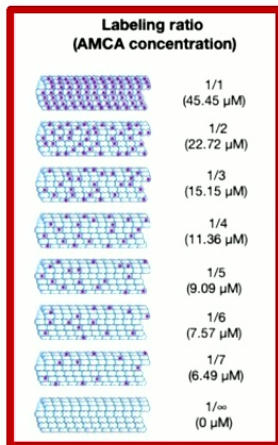 Labeling ratio
(AMCA concentration)
1/1
(45.45 µM)
1/2
(22.72 µM)
1/3
(15.15 µM)
1/4
(11.36 µM)
1/5
(9.09 µM)
1/6
(7.57 µM)
1/7
(6.49 µM)
1/∞
(0 µM)